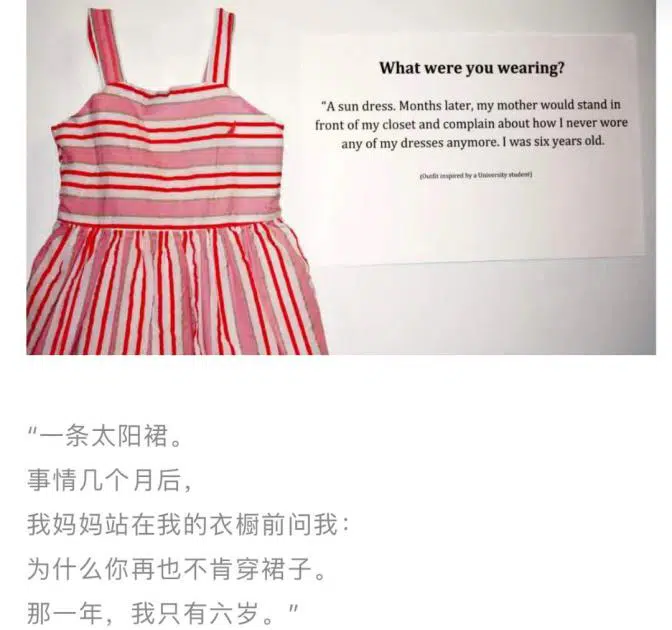 What were you wearing?
"A sun dress. Months later, my mother would stand in
front of my closet and complain about how I never wore
any of my dresses anymore. I was six years old.
(Outfit inspired by a University student)
“一条太阳裙。
事情几个月后，
我妈妈站在我的衣橱前问我：
为什么你再也不肯穿裙子。
那一年，我只有六岁。”